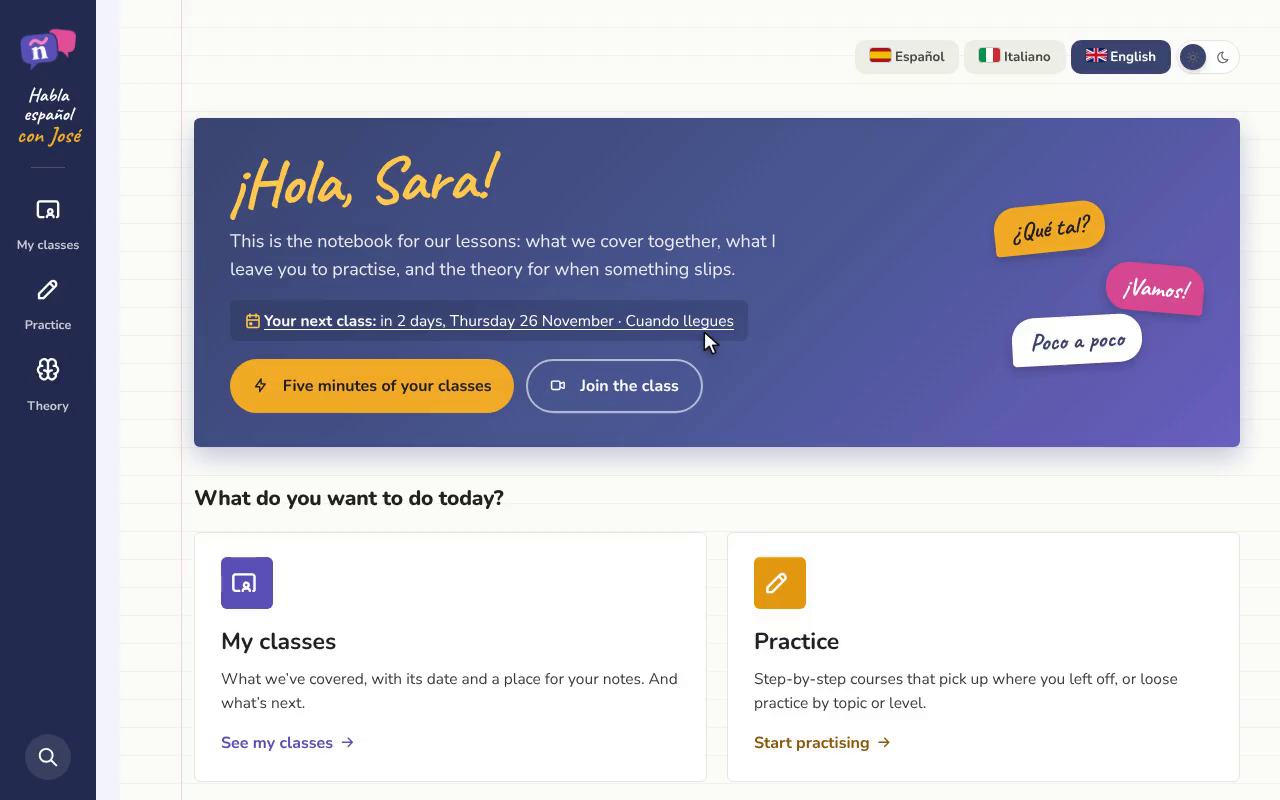 ñ
Habla
español
con José
My classes
Practice
Theory
Español
Italiano
English
¡Hola, Sara!
This is the notebook for our lessons: what we cover together, what I
leave you to practise, and the theory for when something slips.
Your next class: in 2 days, Thursday 26 November · Cuando llegues
Five minutes of your classes
Join the class
¿Qué tal?
¡Vamos!
Poco a poco
What do you want to do today?
My classes
What we’ve covered, with its date and a place for your notes. And
what’s next.
See my classes →
Practice
Step-by-step courses that pick up where you left off, or loose
practice by topic or level.
Start practising →